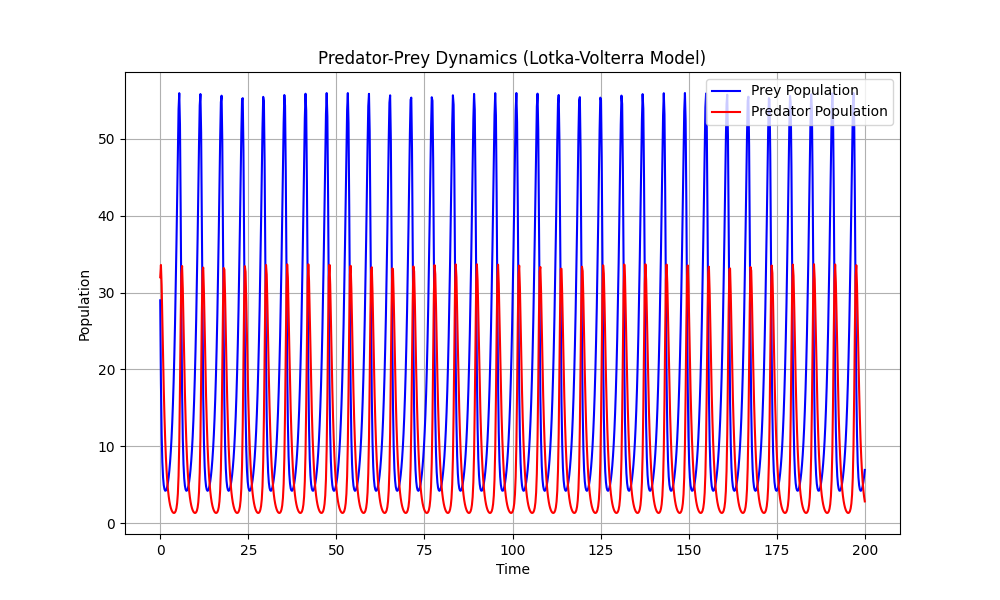 Predator-Prey Dynamics (Lotka-Volterra Model)
Prey Population
Predator Population
50
40
30
20
10
0
Population
0 25 50 75 100 125 150 175 200
Time